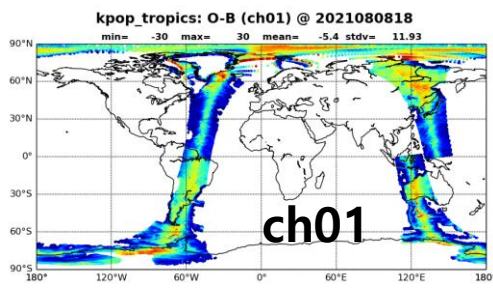 kpop_tropics: O-B (ch01) @ 2021080818
min= -30 max= 30 mean= -5.4 stdv= 11.93
90°N
60°N
30°N
0°
30°S
60°S
90°S
ch01
180° 120°W 60°W 0° 60°E 120°E 180